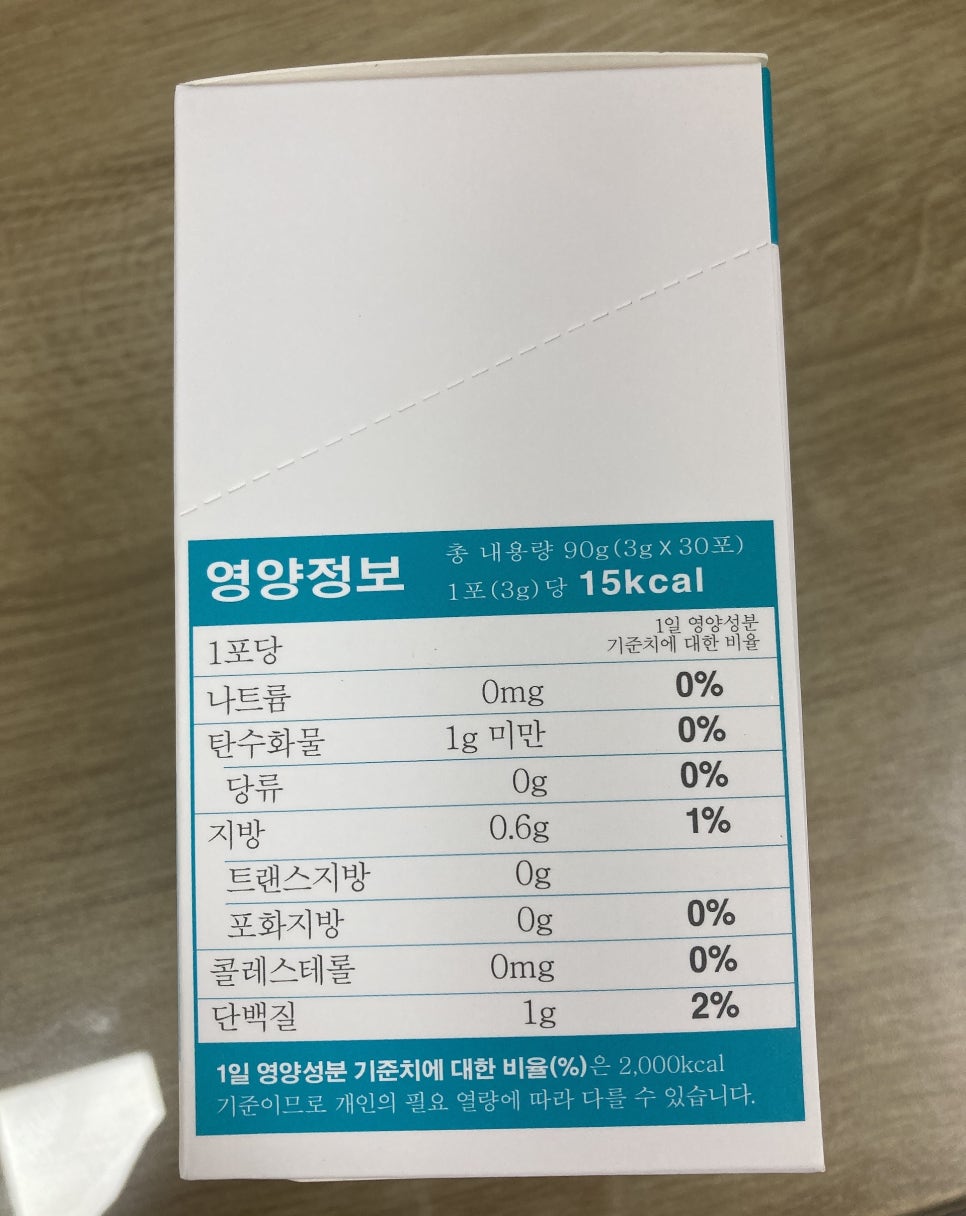 영양정보
총 내용량 90g(3g X 30포)
1포(3g)당 15kcal
1포당 1일 영양성분
기준치에 대한 비율
나트륨 0mg 0%
탄수화물 1g 미만 0%
당류 0g 0%
지방 0.6g 1%
트랜스지방 0g
포화지방 0g 0%
콜레스테롤 0mg 0%
단백질 1g 2%
1일 영양성분 기준치에 대한 비율(%)은 2,000kcal
기준이므로 개인의 필요 열량에 따라 다를 수 있습니다.